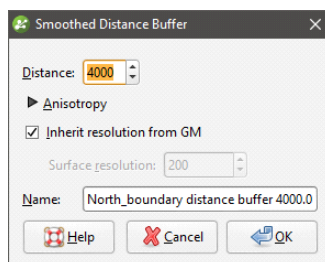 Smoothed Distance Buffer
Distance: 4000
Anisotropy
Inherit resolution from GM
Surface resolution: 200
Name: North_boundary distance buffer 4000.0
Help Cancel OK